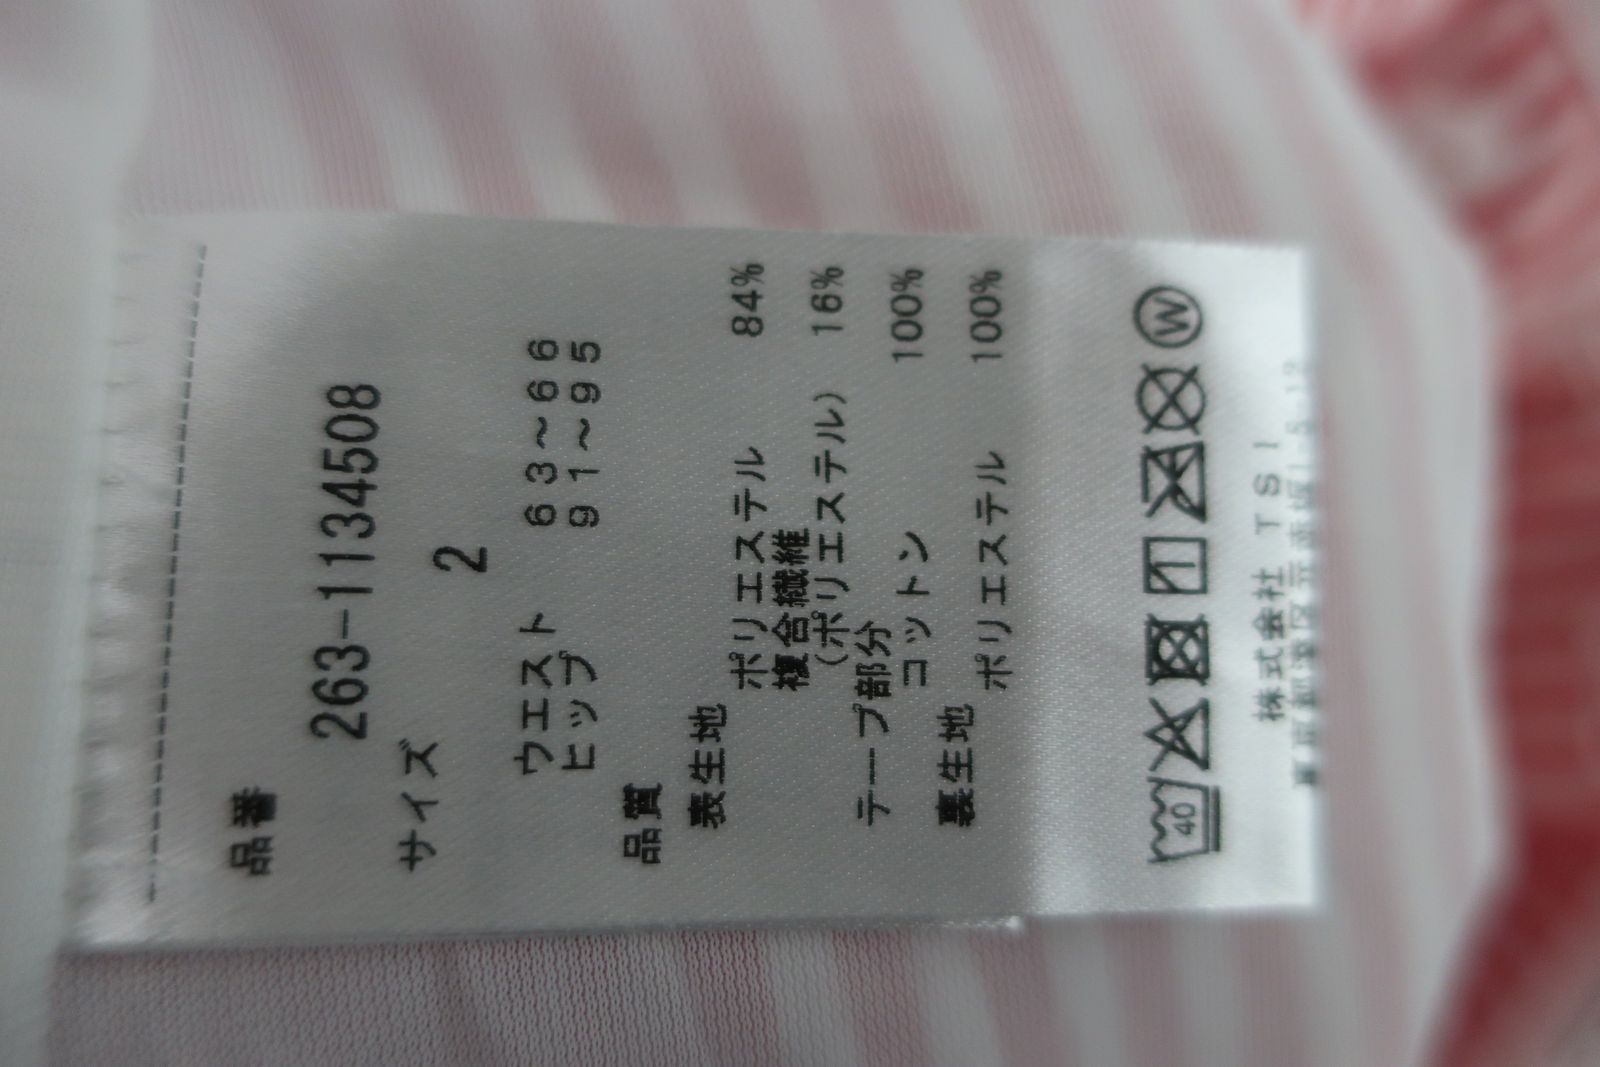 品番
263-1134508
サイズ
2
ウエスト 63~66
ヒップ 91~95
品質
表生地
ポリエステル 84%
複合繊維
(ポリエステル) 16%
テープ部分
コットン 100%
裏生地
ポリエステル 100%
40 W
株式会社 TSI